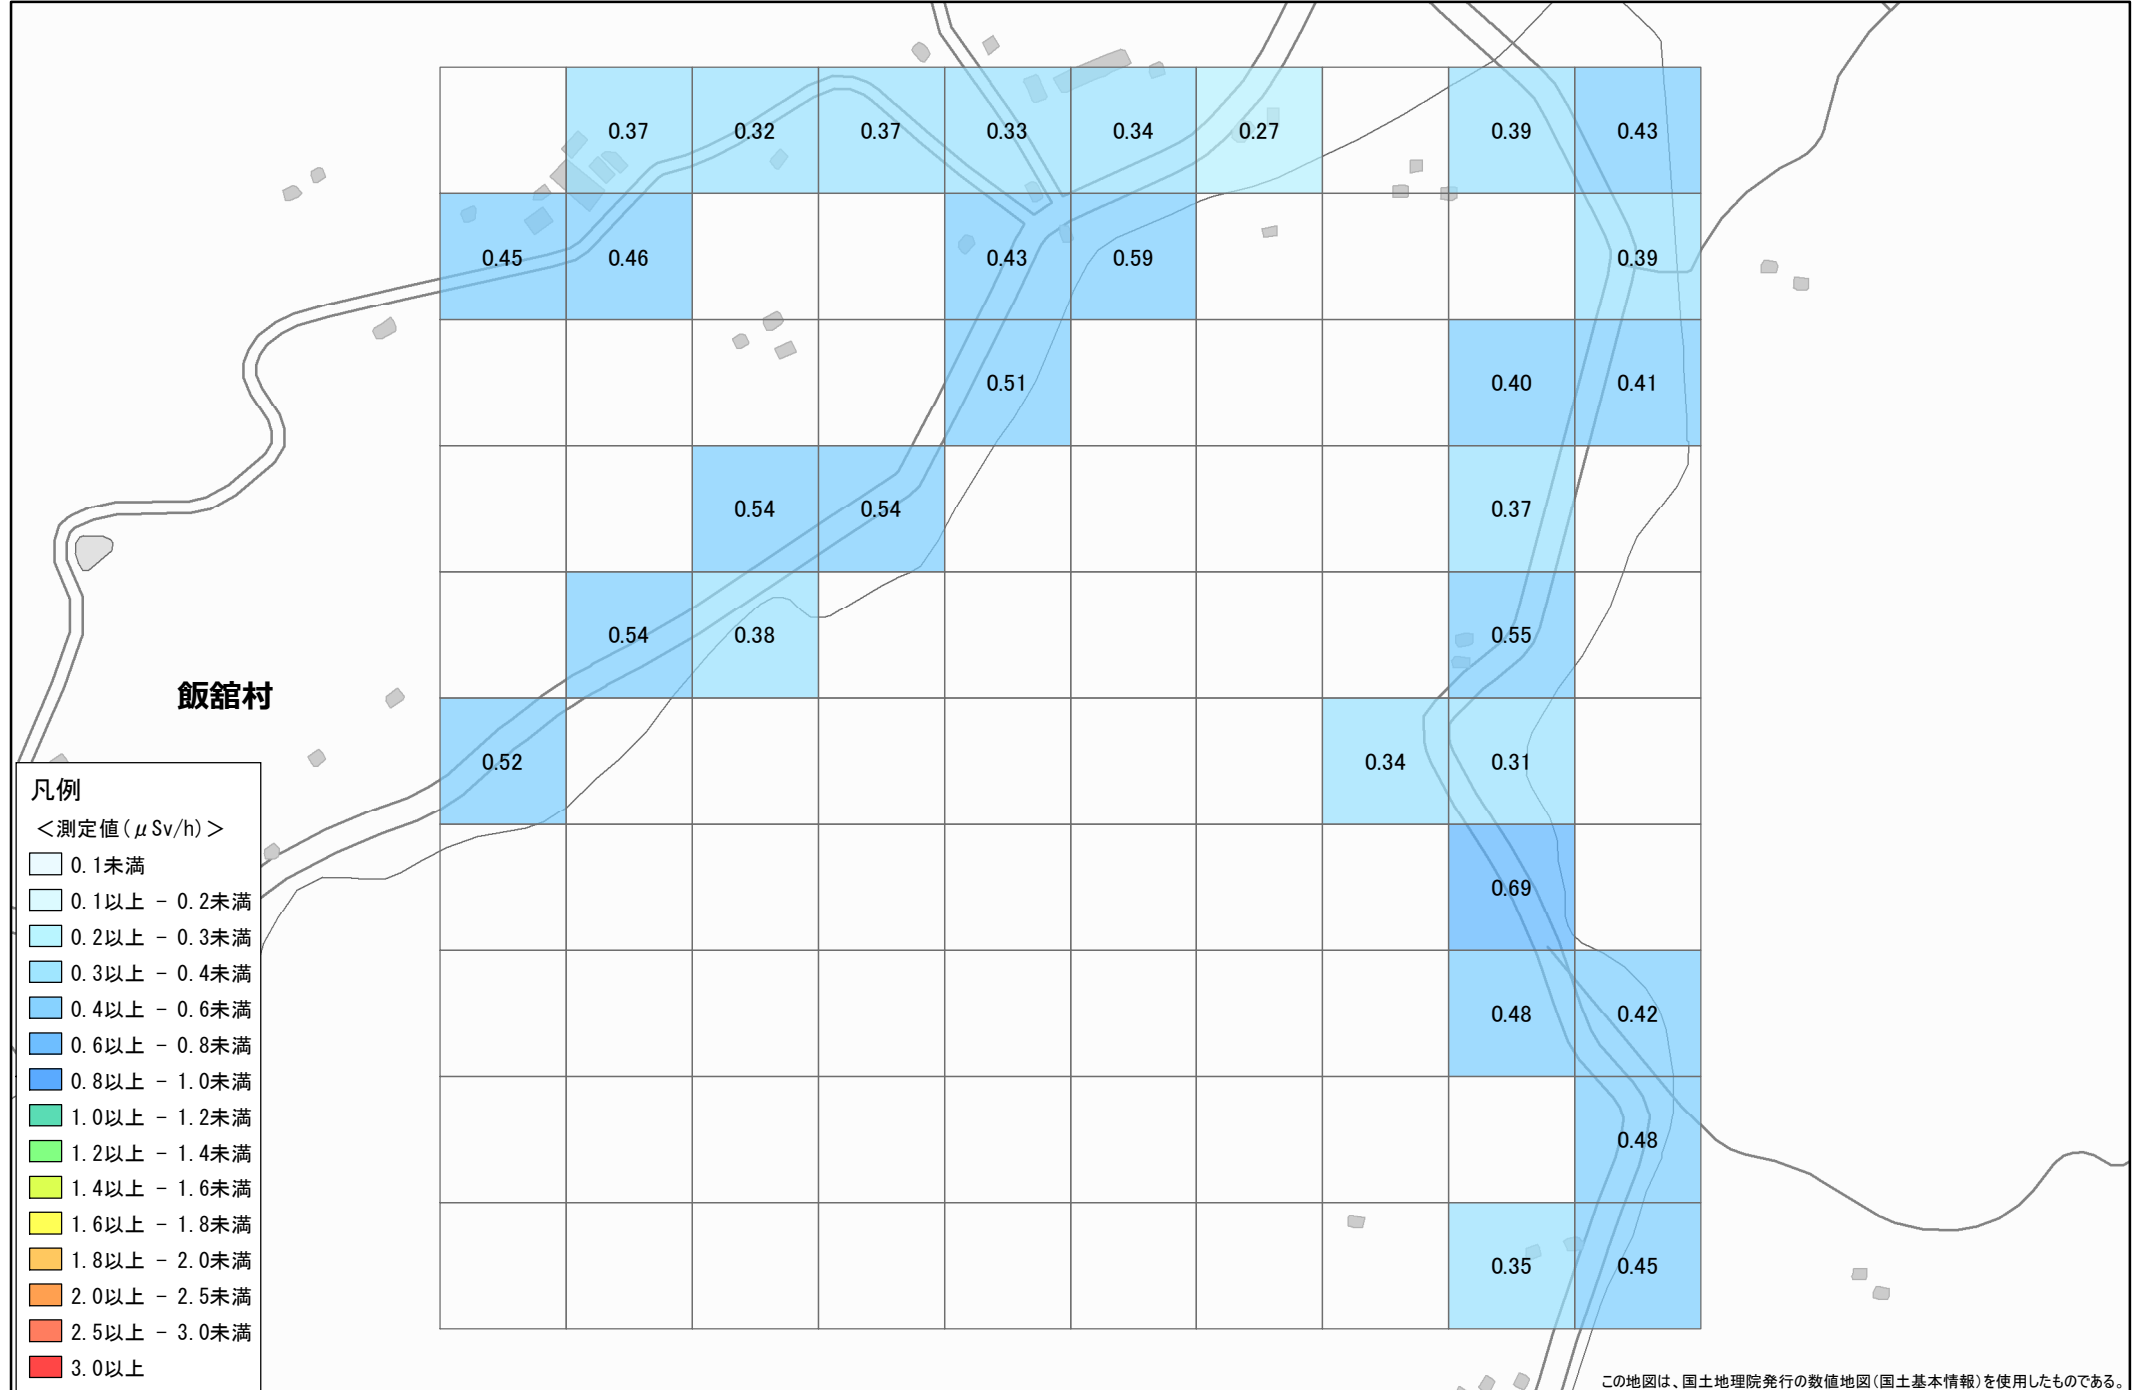 0.37 0.32 0.37 0.33 0.34 0.27 0.39 0.43
0.45 0.46 0.43 0.59 0.39
0.51 0.40 0.41
0.54 0.54 0.37
0.54 0.38 0.55
飯舘村
0.52 0.34 0.31
0.69
0.48 0.42
0.48
0.35 0.45
凡例
＜測定値(μSv/h)＞
0.1未満
0.1以上 - 0.2未満
0.2以上 - 0.3未満
0.3以上 - 0.4未満
0.4以上 - 0.6未満
0.6以上 - 0.8未満
0.8以上 - 1.0未満
1.0以上 - 1.2未満
1.2以上 - 1.4未満
1.4以上 - 1.6未満
1.6以上 - 1.8未満
1.8以上 - 2.0未満
2.0以上 - 2.5未満
2.5以上 - 3.0未満
3.0以上
この地図は、国土地理院発行の数値地図(国土基本情報)を使用したものである。